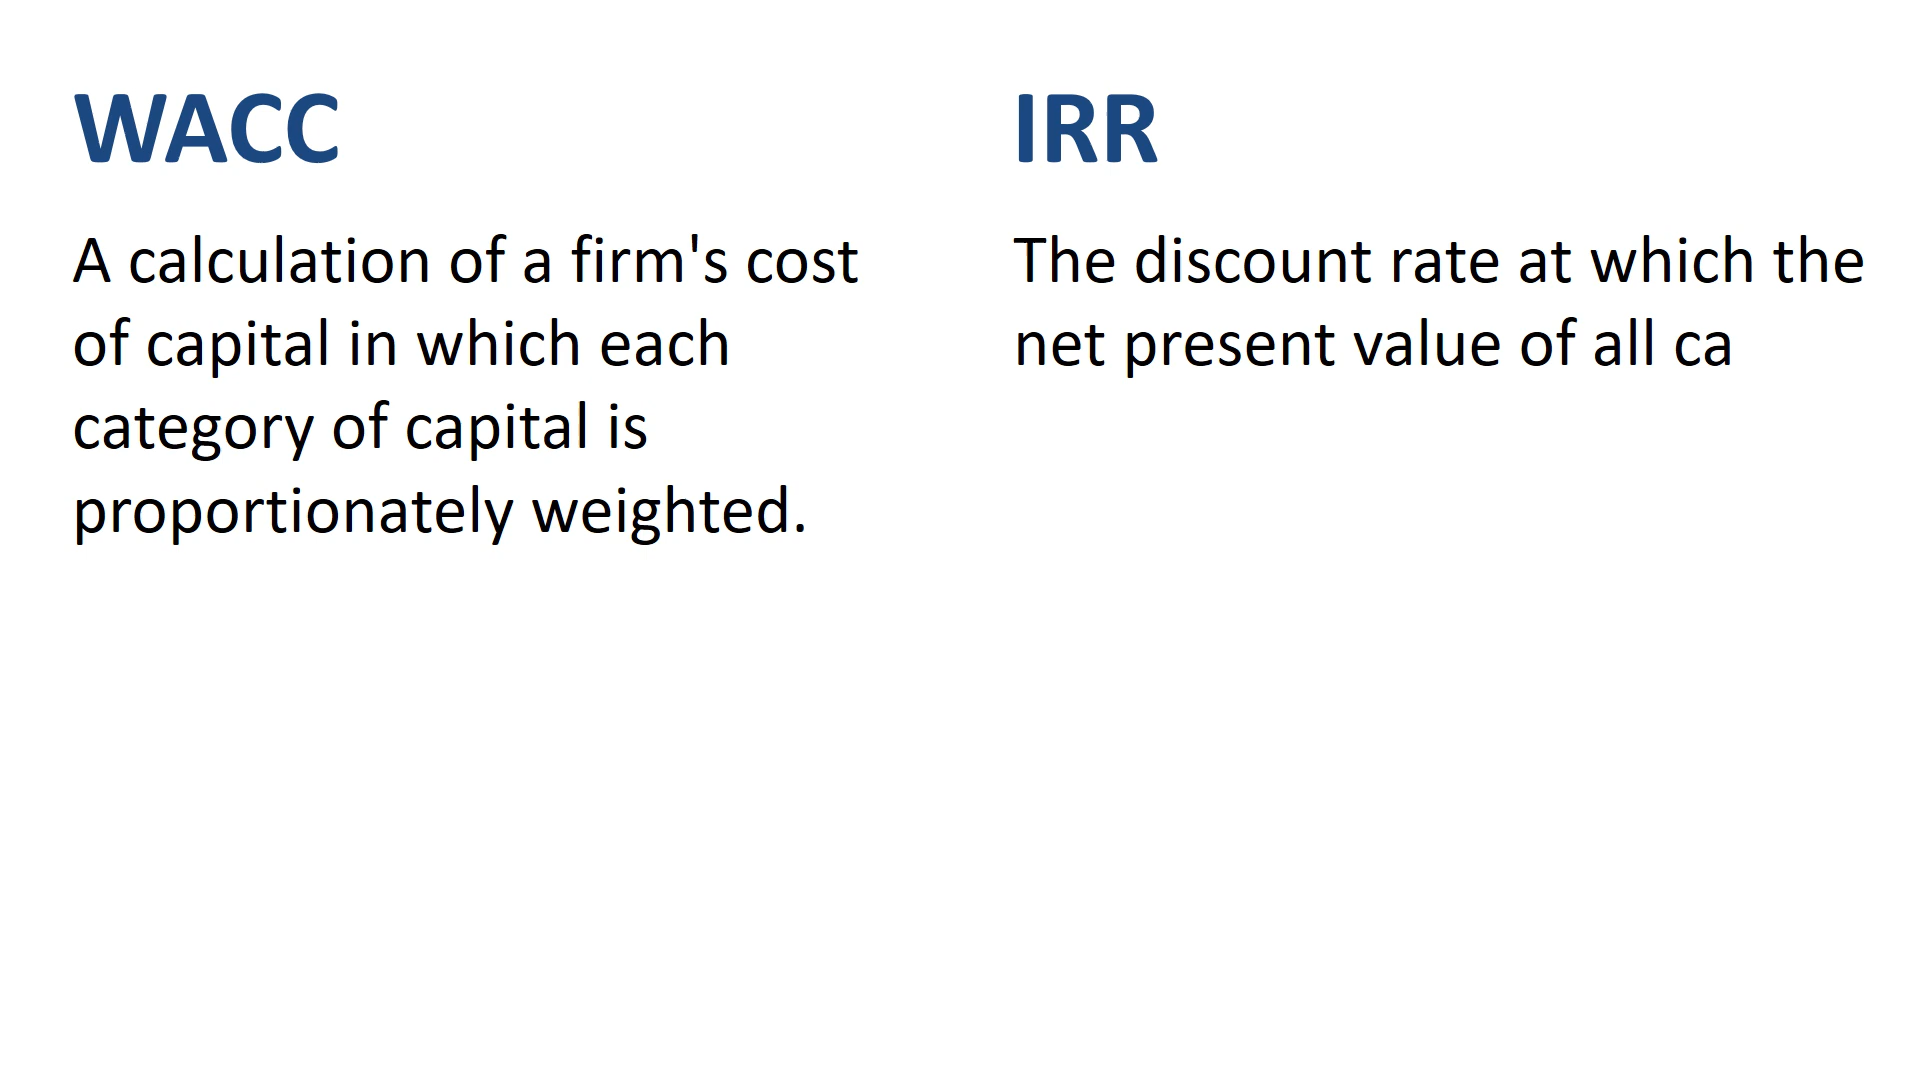 WACC
A calculation of a firm's cost
of capital in which each
category of capital is
proportionately weighted.
IRR
The discount rate at which the
net present value of all ca